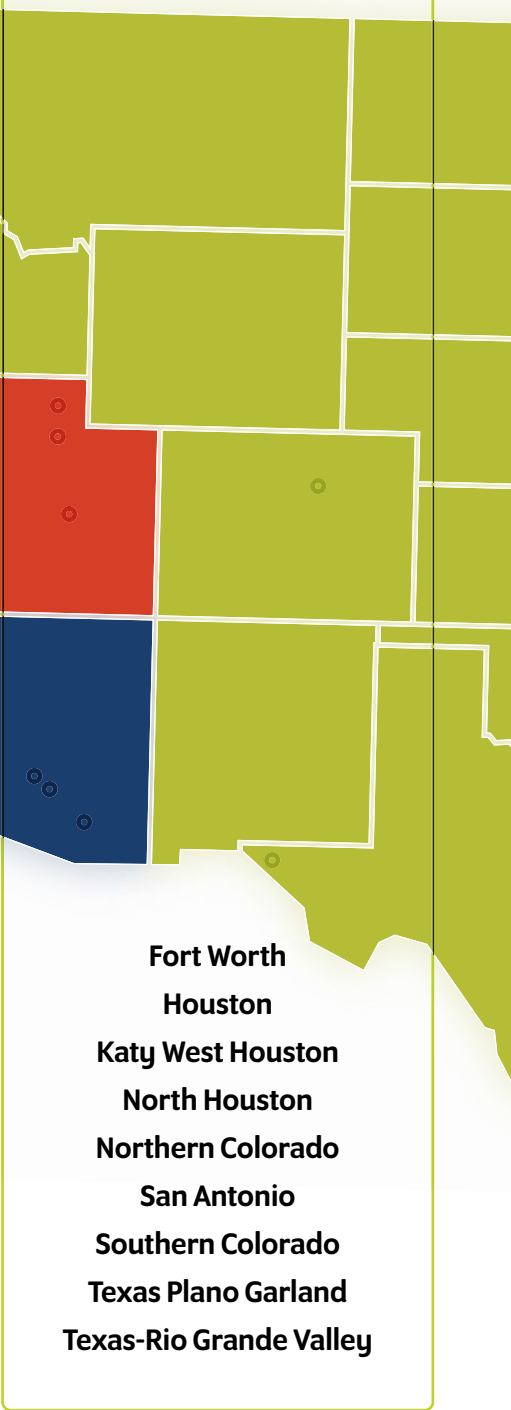 Fort Worth
Houston
Katy West Houston
North Houston
Northern Colorado
San Antonio
Southern Colorado
Texas Plano Garland
Texas-Rio Grande Valley